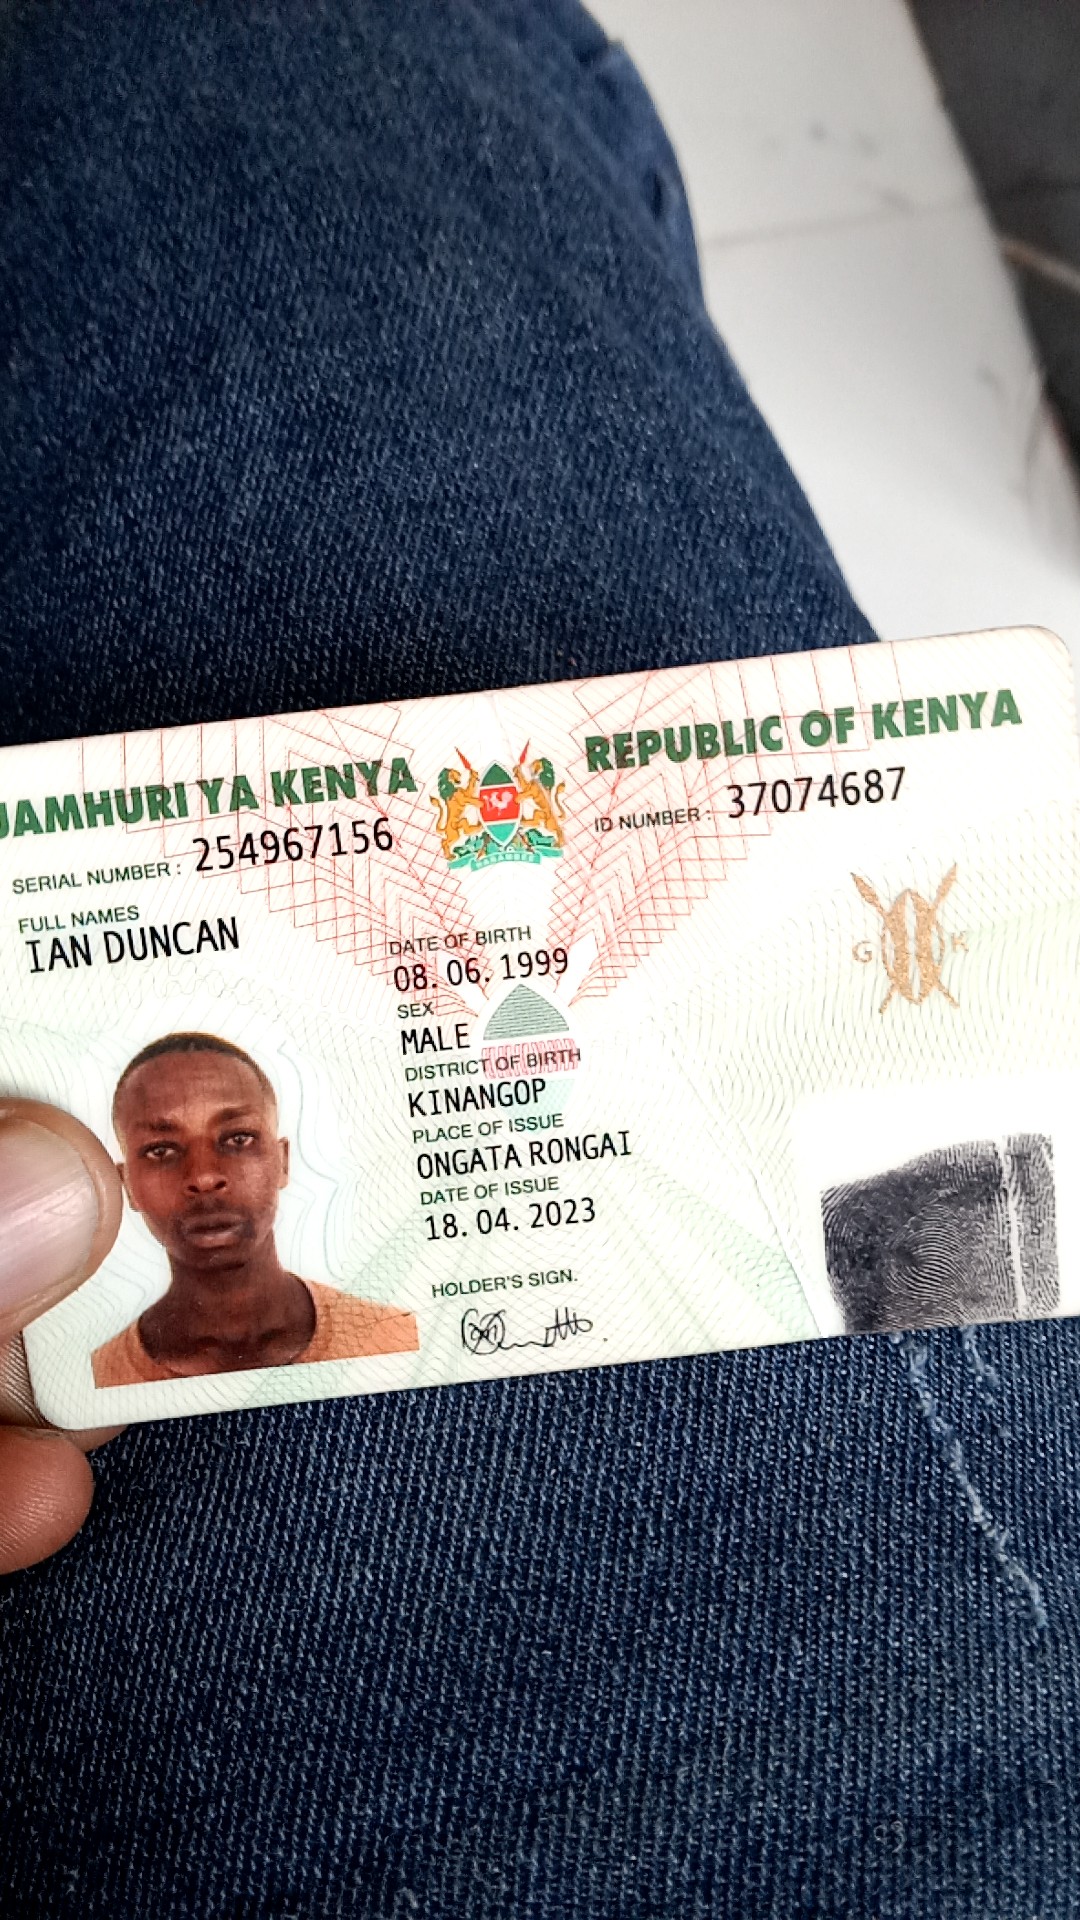 JAMHURI YA KENYA
REPUBLIC OF KENYA
SERIAL NUMBER : 254967156
ID NUMBER : 37074687
FULL NAMES
IAN DUNCAN
DATE OF BIRTH
08. 06. 1999
SEX
MALE
DISTRICT OF BIRTH
KINANGOP
PLACE OF ISSUE
ONGATA RONGAI
DATE OF ISSUE
18. 04. 2023
HOLDER'S SIGN.
G K
HARAMBEE